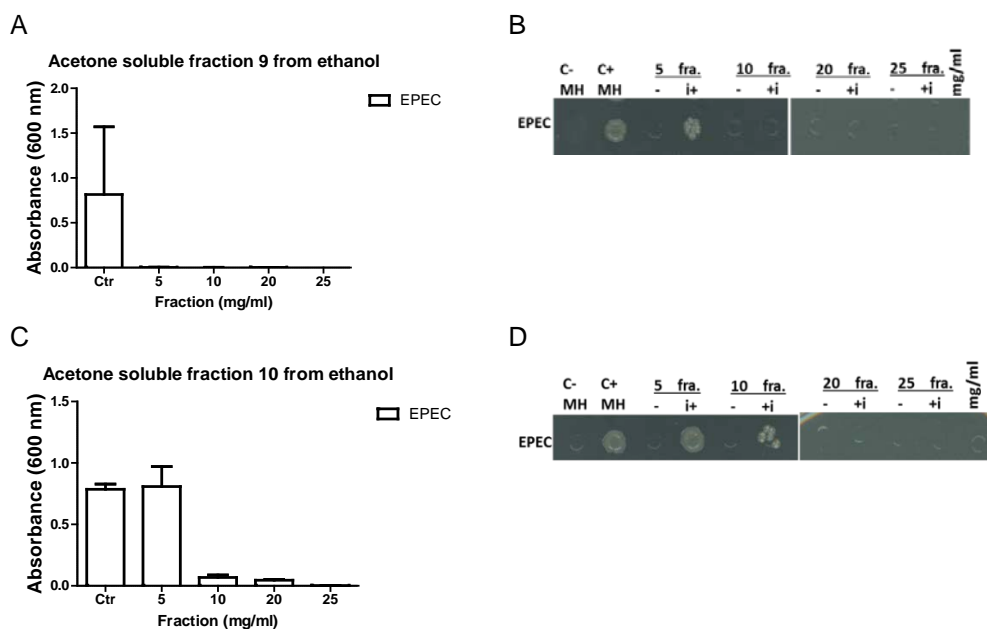 A
Acetone soluble fraction 9 from ethanol
EPEC
Absorbance (600 nm)
2.0
1.5
1.0
0.5
0.0
Ctr 5 10 20 25
Fraction (mg/ml)
B
C- C+ 5 fra. 10 fra. 20 fra. 25 fra. mg/ml
MH MH - i+ - +i - +i - +i
EPEC
C
Acetone soluble fraction 10 from ethanol
EPEC
Absorbance (600 nm)
1.5
1.0
0.5
0.0
Ctr 5 10 20 25
Fraction (mg/ml)
D
C- C+ 5 fra. 10 fra. 20 fra. 25 fra. mg/ml
MH MH - i+ - +i - +i - +i
EPEC